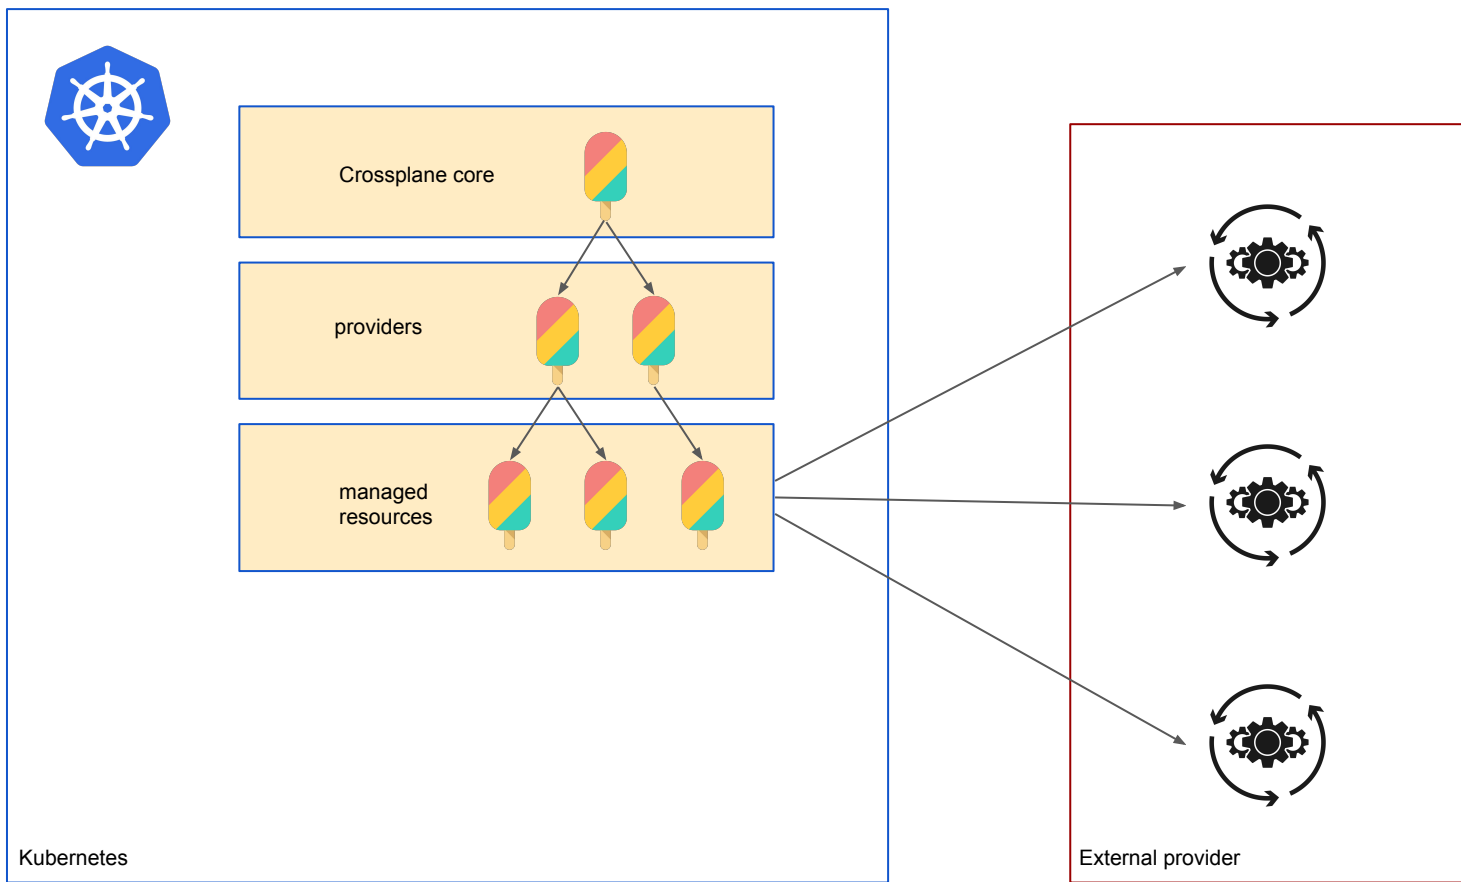 Crossplane core
providers
managed
resources
Kubernetes
External provider